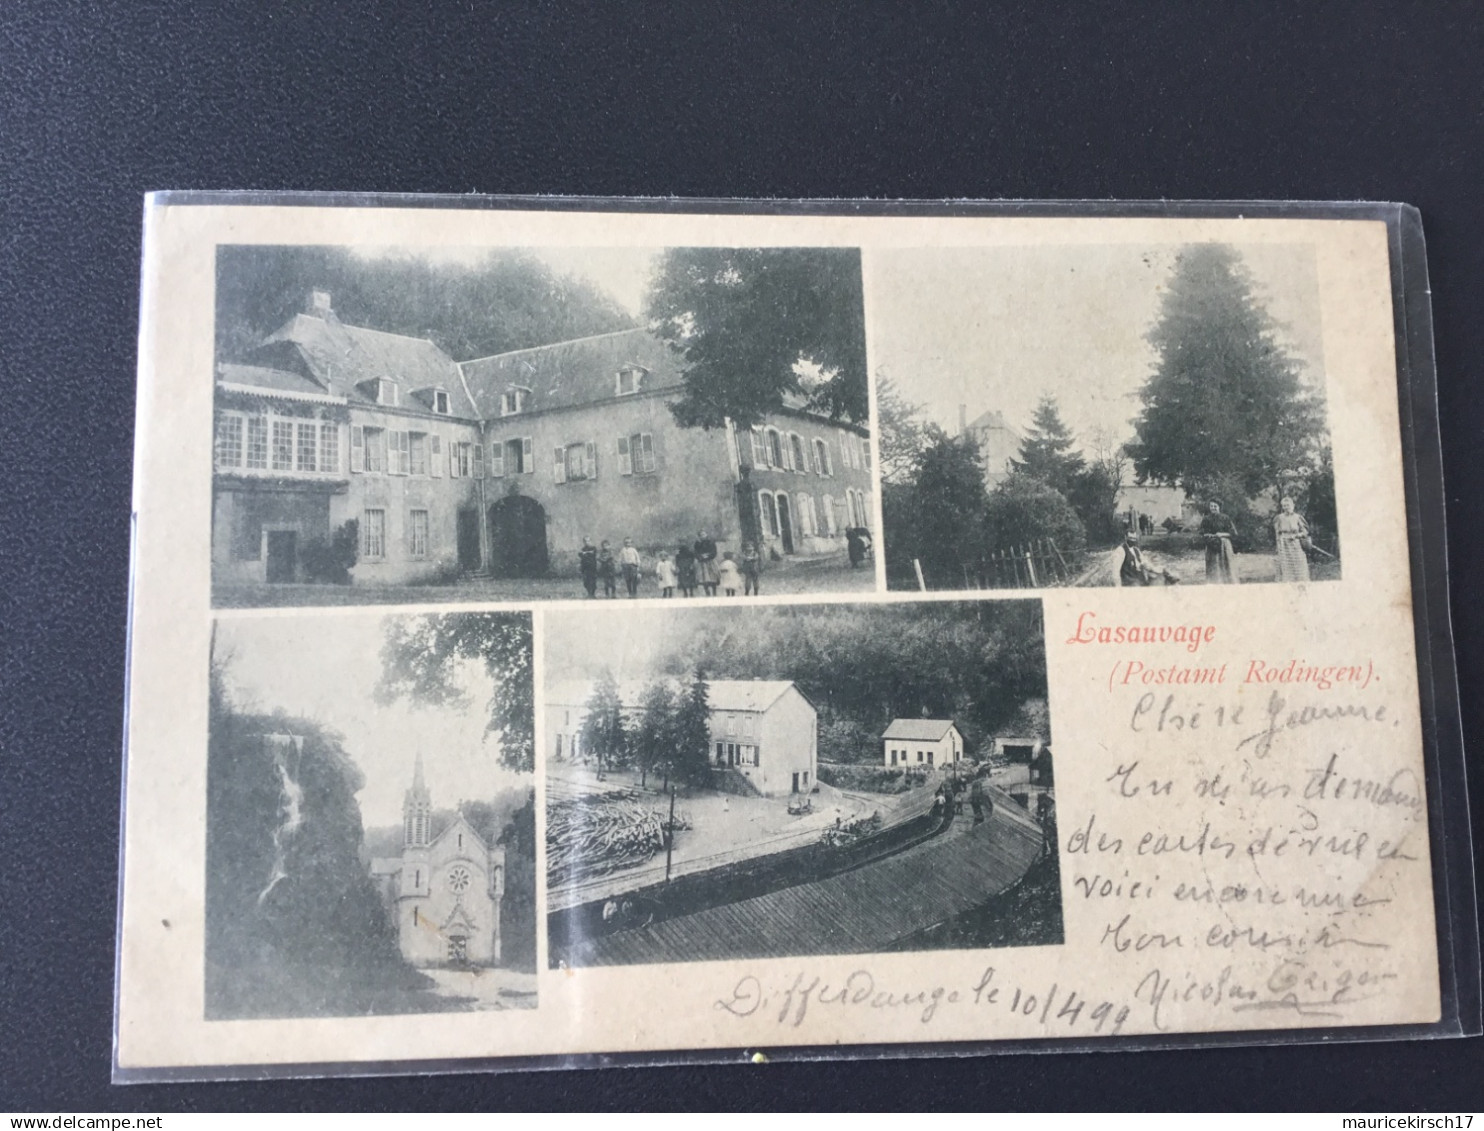 Lasauvage
(Postamt Rodingen).
Chère Jeanne.
Tu m'as demandé
des cartes de vue en
voici encore une
Ton cousin
Nicolas
Differdange le 10/4 99
delcampe.net
mauricekirsch17